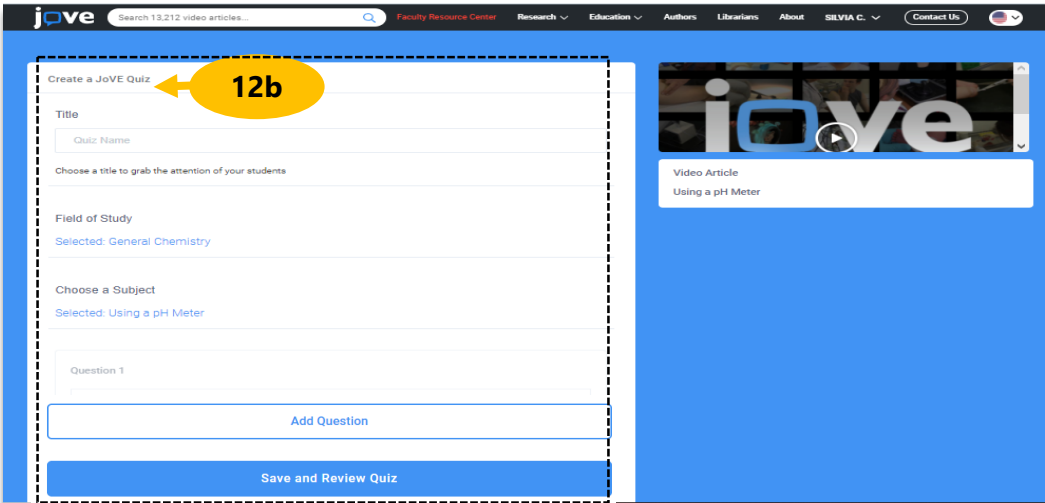 jove
Search 13,212 video articles...
Faculty Resource Center
Research
Education
Authors
Librarians
About
SILVIA C.
Contact Us
Create a JoVE Quiz
12b
Title
Quiz Name
Choose a title to grab the attention of your students
Field of Study
Selected: General Chemistry
Choose a Subject
Selected: Using a pH Meter
Question 1
Add Question
Save and Review Quiz
jove
Video Article
Using a pH Meter